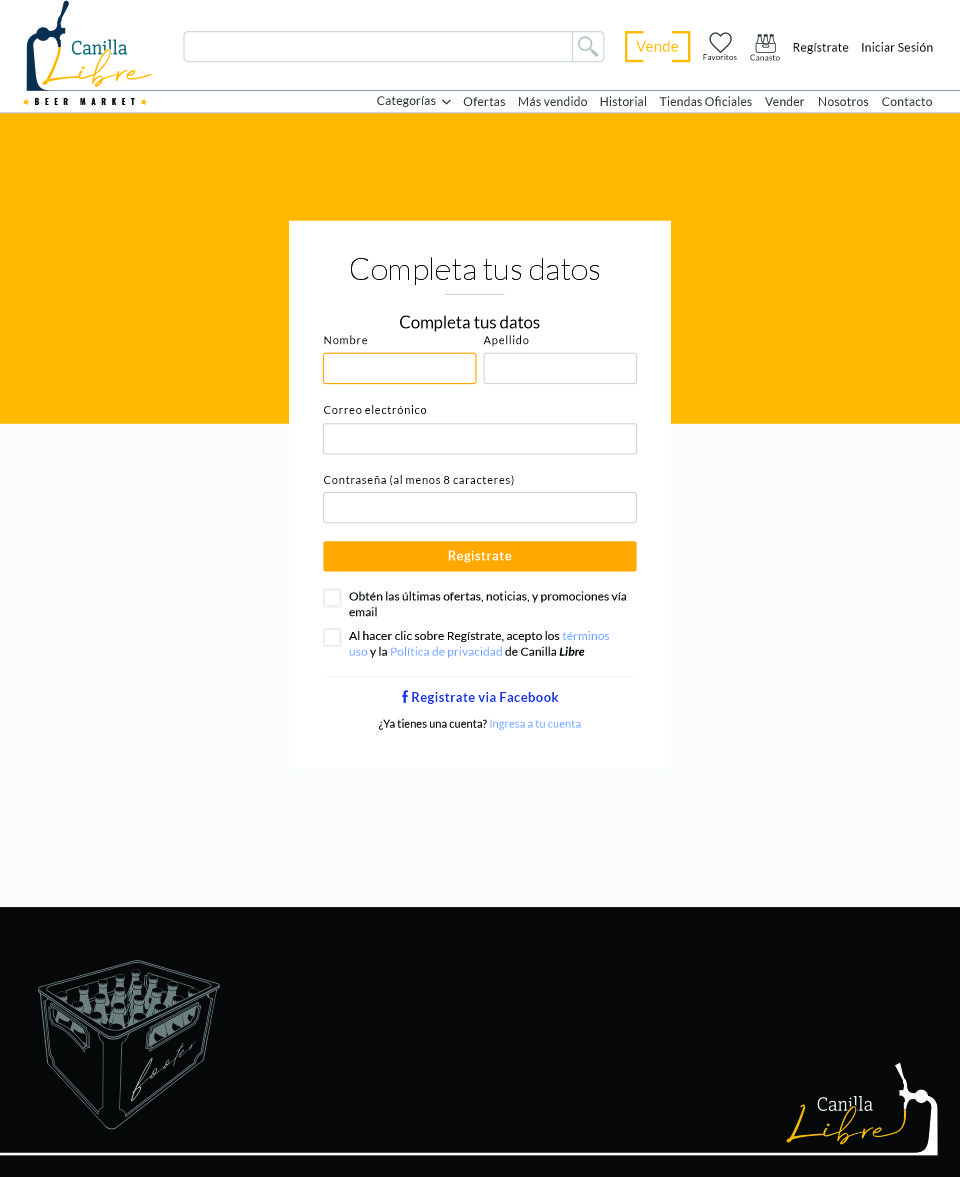 Canilla
Libre
BEER MARKET
Vende
Favoritos
Canasto
Regístrate
Iniciar Sesión
Categorías
Ofertas
Más vendido
Historial
Tiendas Oficiales
Vender
Nosotros
Contacto
Completa tus datos
Completa tus datos
Nombre
Apellido
Correo electrónico
Contraseña (al menos 8 caracteres)
Registrate
Obtén las últimas ofertas, noticias, y promociones vía
email
Al hacer clic sobre Regístrate, acepto los términos
uso y la Política de privacidad de Canilla Libre
f Registrate via Facebook
¿Ya tienes una cuenta? Ingresa a tu cuenta
footer
Canilla
Libre